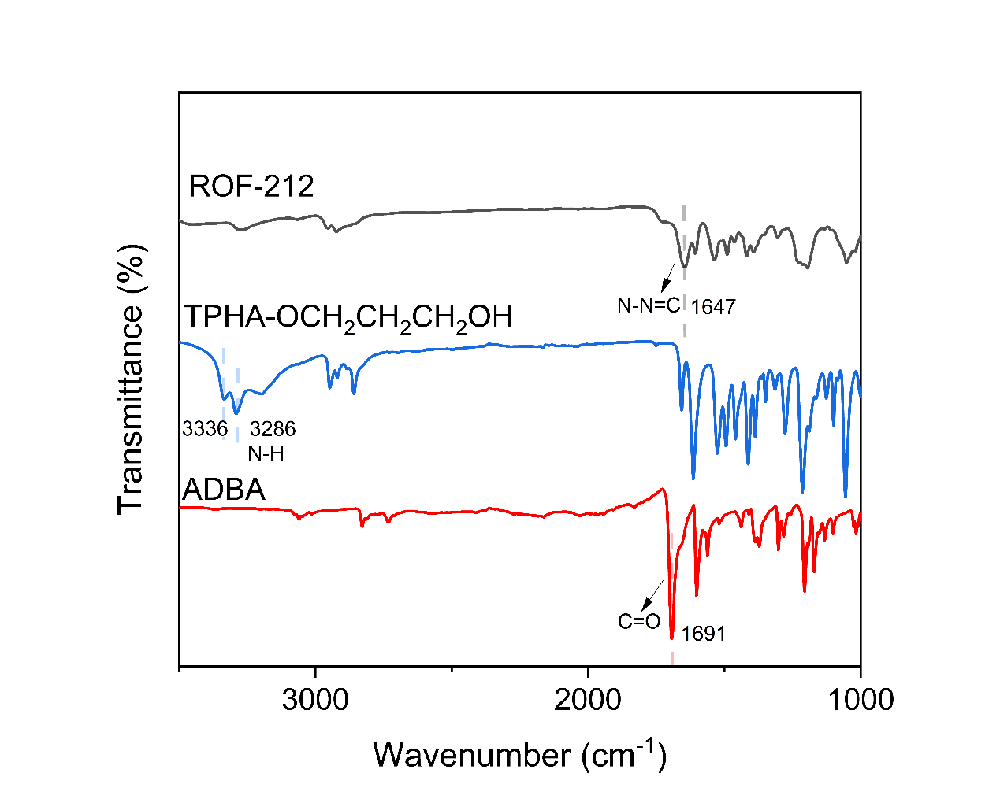 ROF-212
N-N=C 1647
TPHA-OCH₂CH₂CH₂OH
3336 3286
N-H
ADBA
C=O 1691
Transmittance (%)
3000 2000 1000
Wavenumber (cm⁻¹)